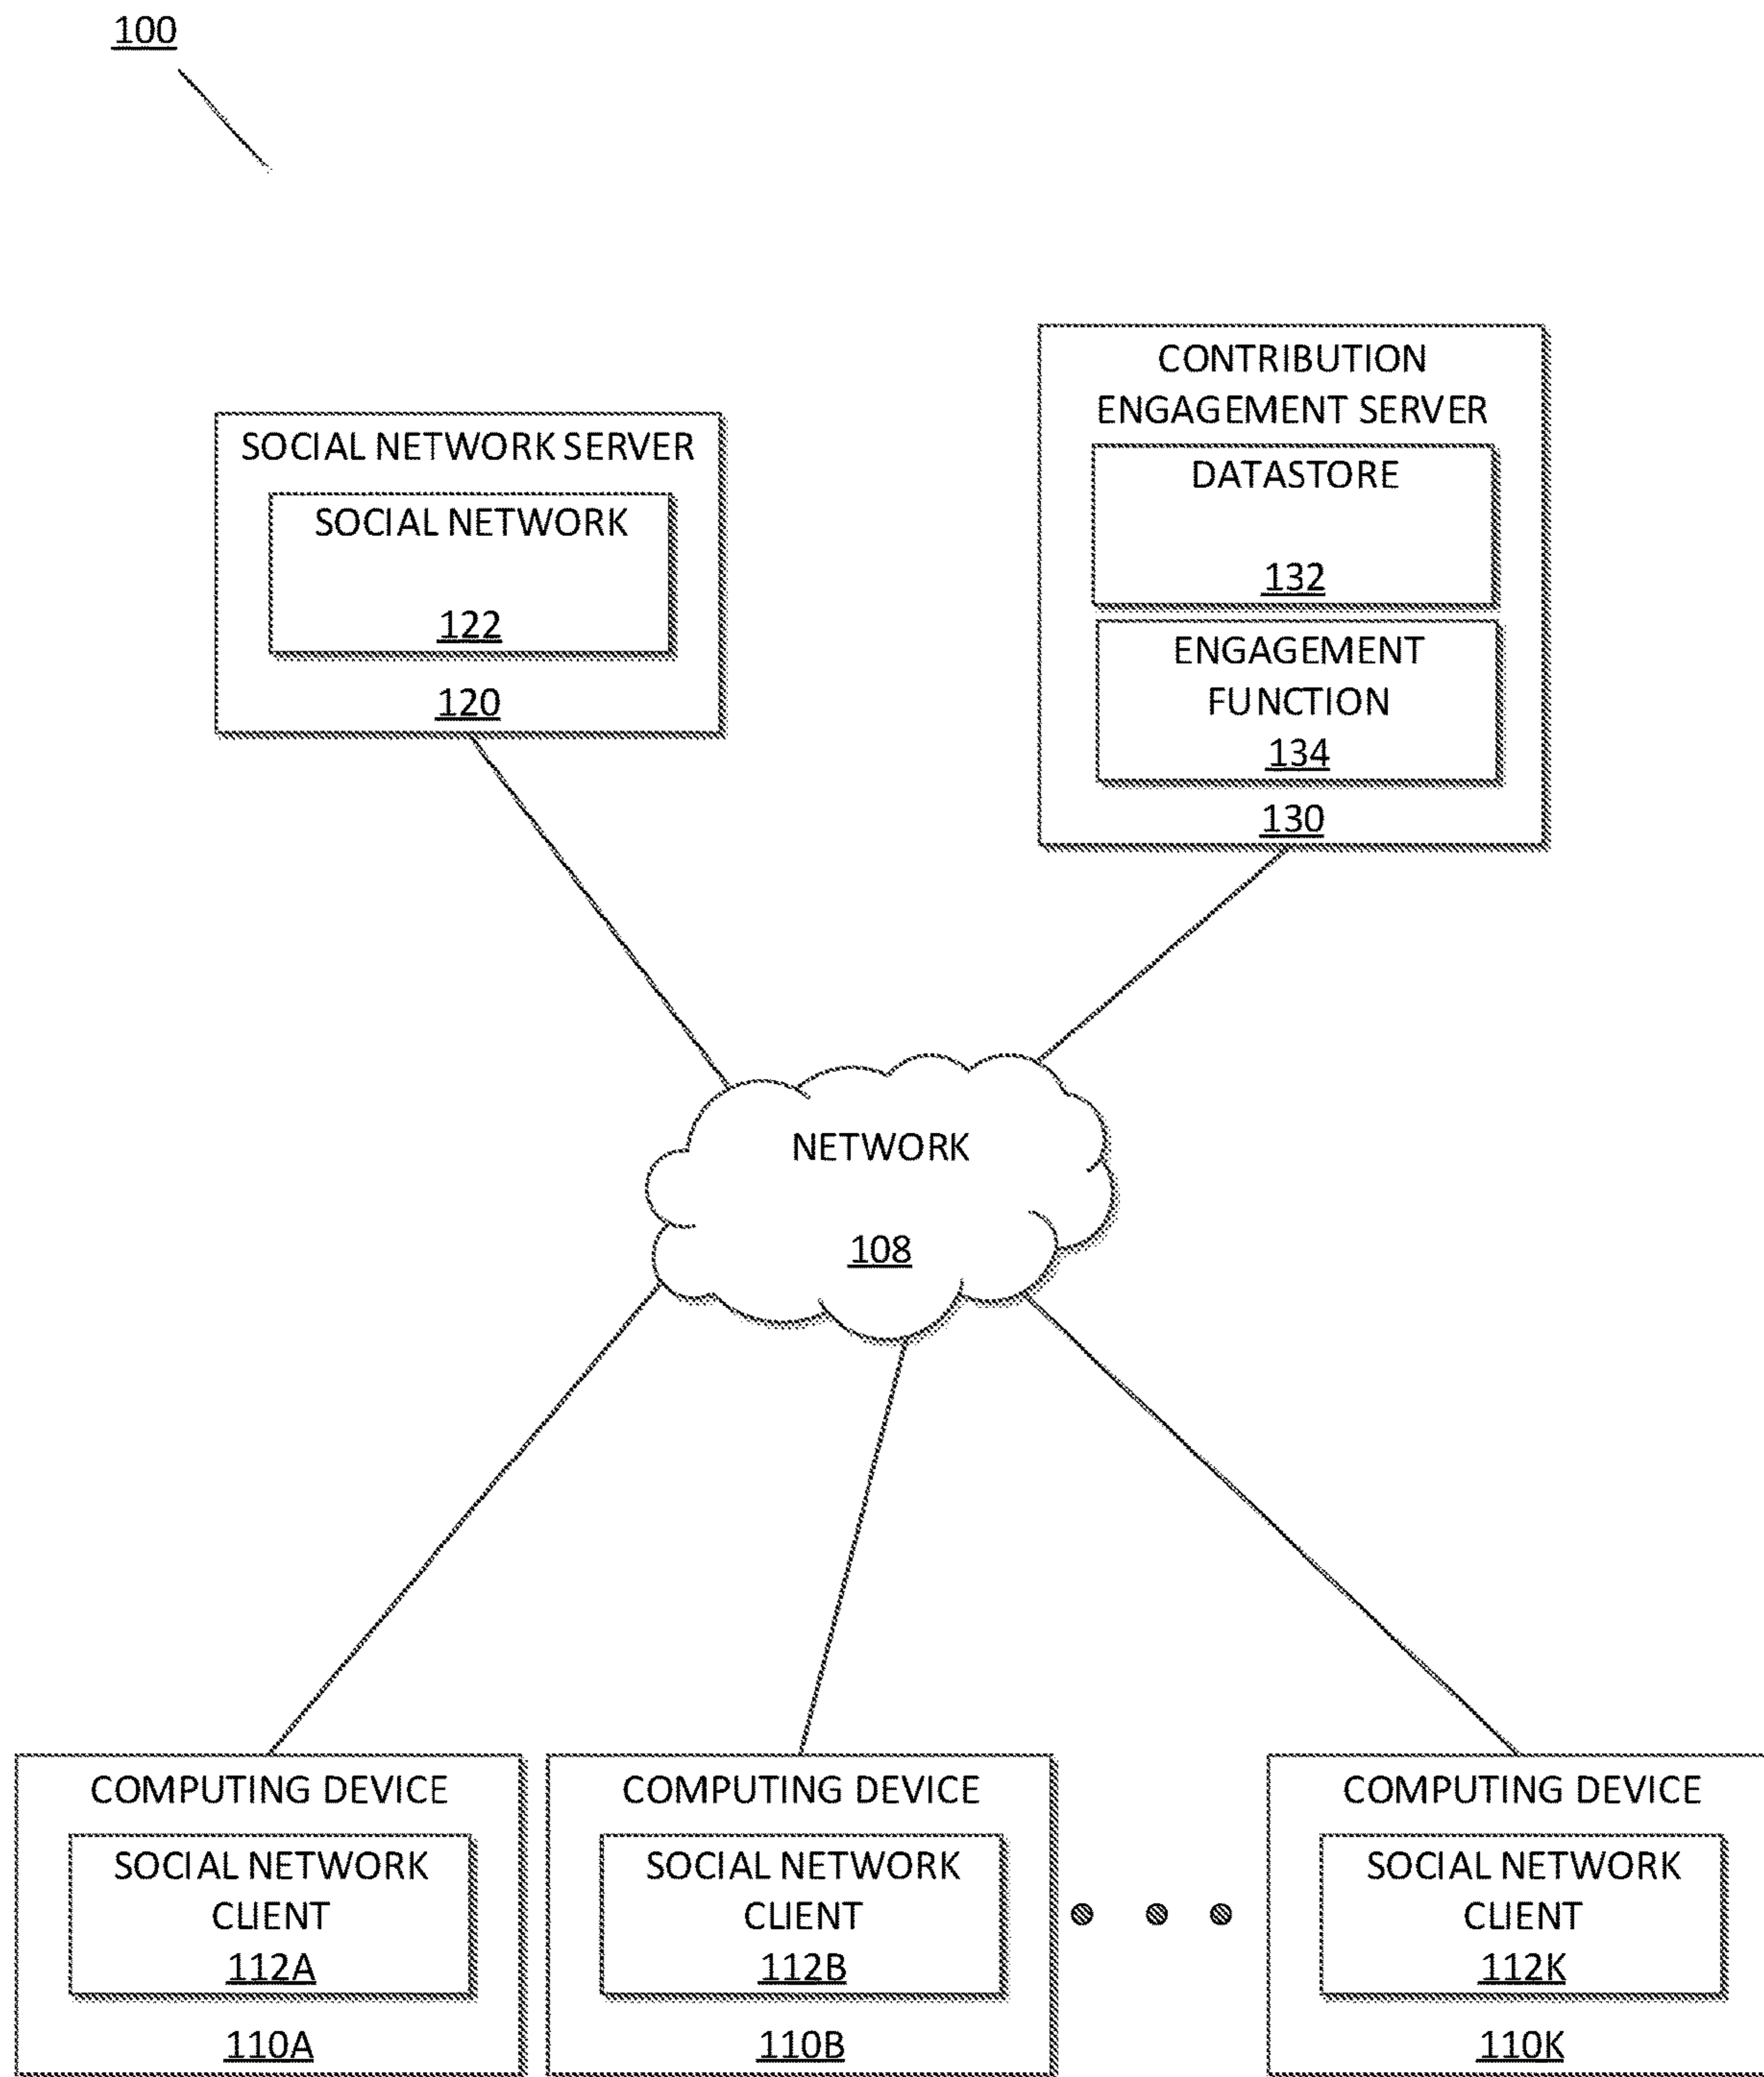 100
CONTRIBUTION
ENGAGEMENT SERVER
DATASTORE
132
ENGAGEMENT
FUNCTION
134
130
SOCIAL NETWORK SERVER
SOCIAL NETWORK
122
120
NETWORK
108
COMPUTING DEVICE
SOCIAL NETWORK
CLIENT
112A
110A
COMPUTING DEVICE
SOCIAL NETWORK
CLIENT
112B
110B
COMPUTING DEVICE
SOCIAL NETWORK
CLIENT
112K
110K